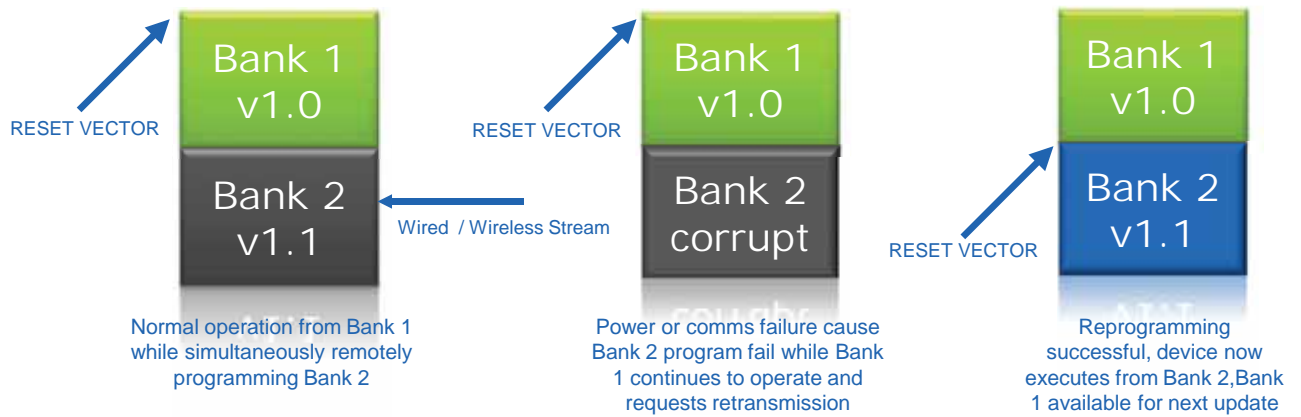 Bank 1
v1.0
RESET VECTOR
Bank 2
v1.1
Wired / Wireless Stream
Normal operation from Bank 1
while simultaneously remotely
programming Bank 2
Bank 1
v1.0
RESET VECTOR
Bank 2
corrupt
Power or comms failure cause
Bank 2 program fail while Bank
1 continues to operate and
requests retransmission
Bank 1
v1.0
RESET VECTOR
Bank 2
v1.1
Reprogramming
successful, device now
executes from Bank 2,Bank
1 available for next update